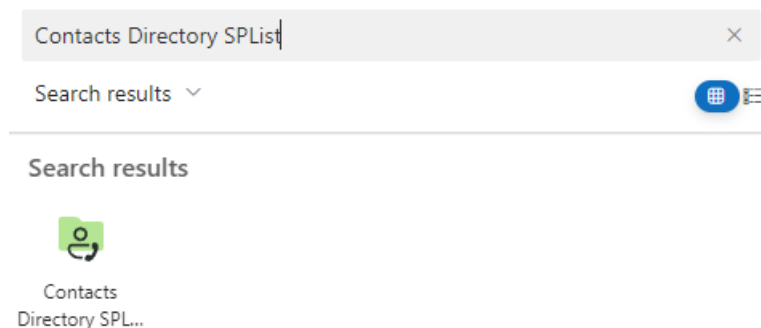 Contacts Directory SPList
Search results
Search results
Contacts
Directory SPL...